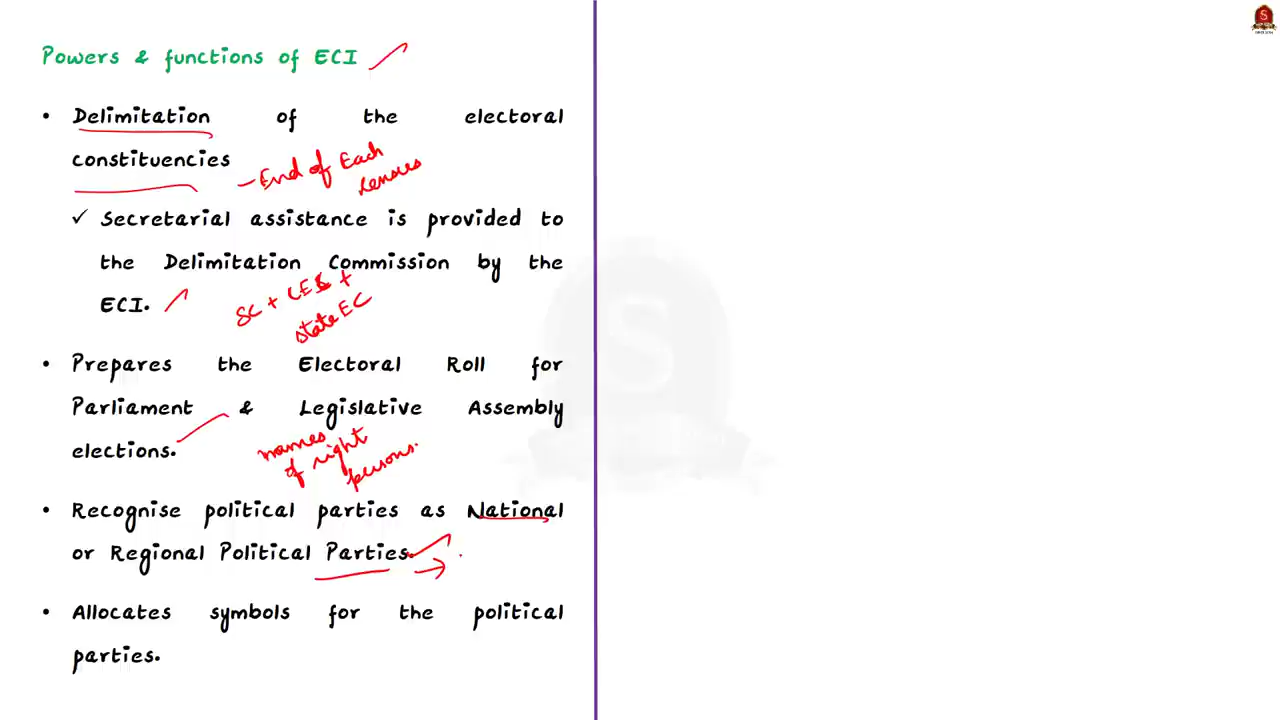 Powers & functions of ECI
• Delimitation of the electoral
constituencies
- End of Each
census
✓ Secretarial assistance is provided to
the Delimitation Commission by the
ECI.
SC + CEC +
state EC
• Prepares the Electoral Roll for
Parliament & Legislative Assembly
elections.
names
of right
persons.
• Recognise political parties as National
or Regional Political Parties.
• Allocates symbols for the political
parties.
S